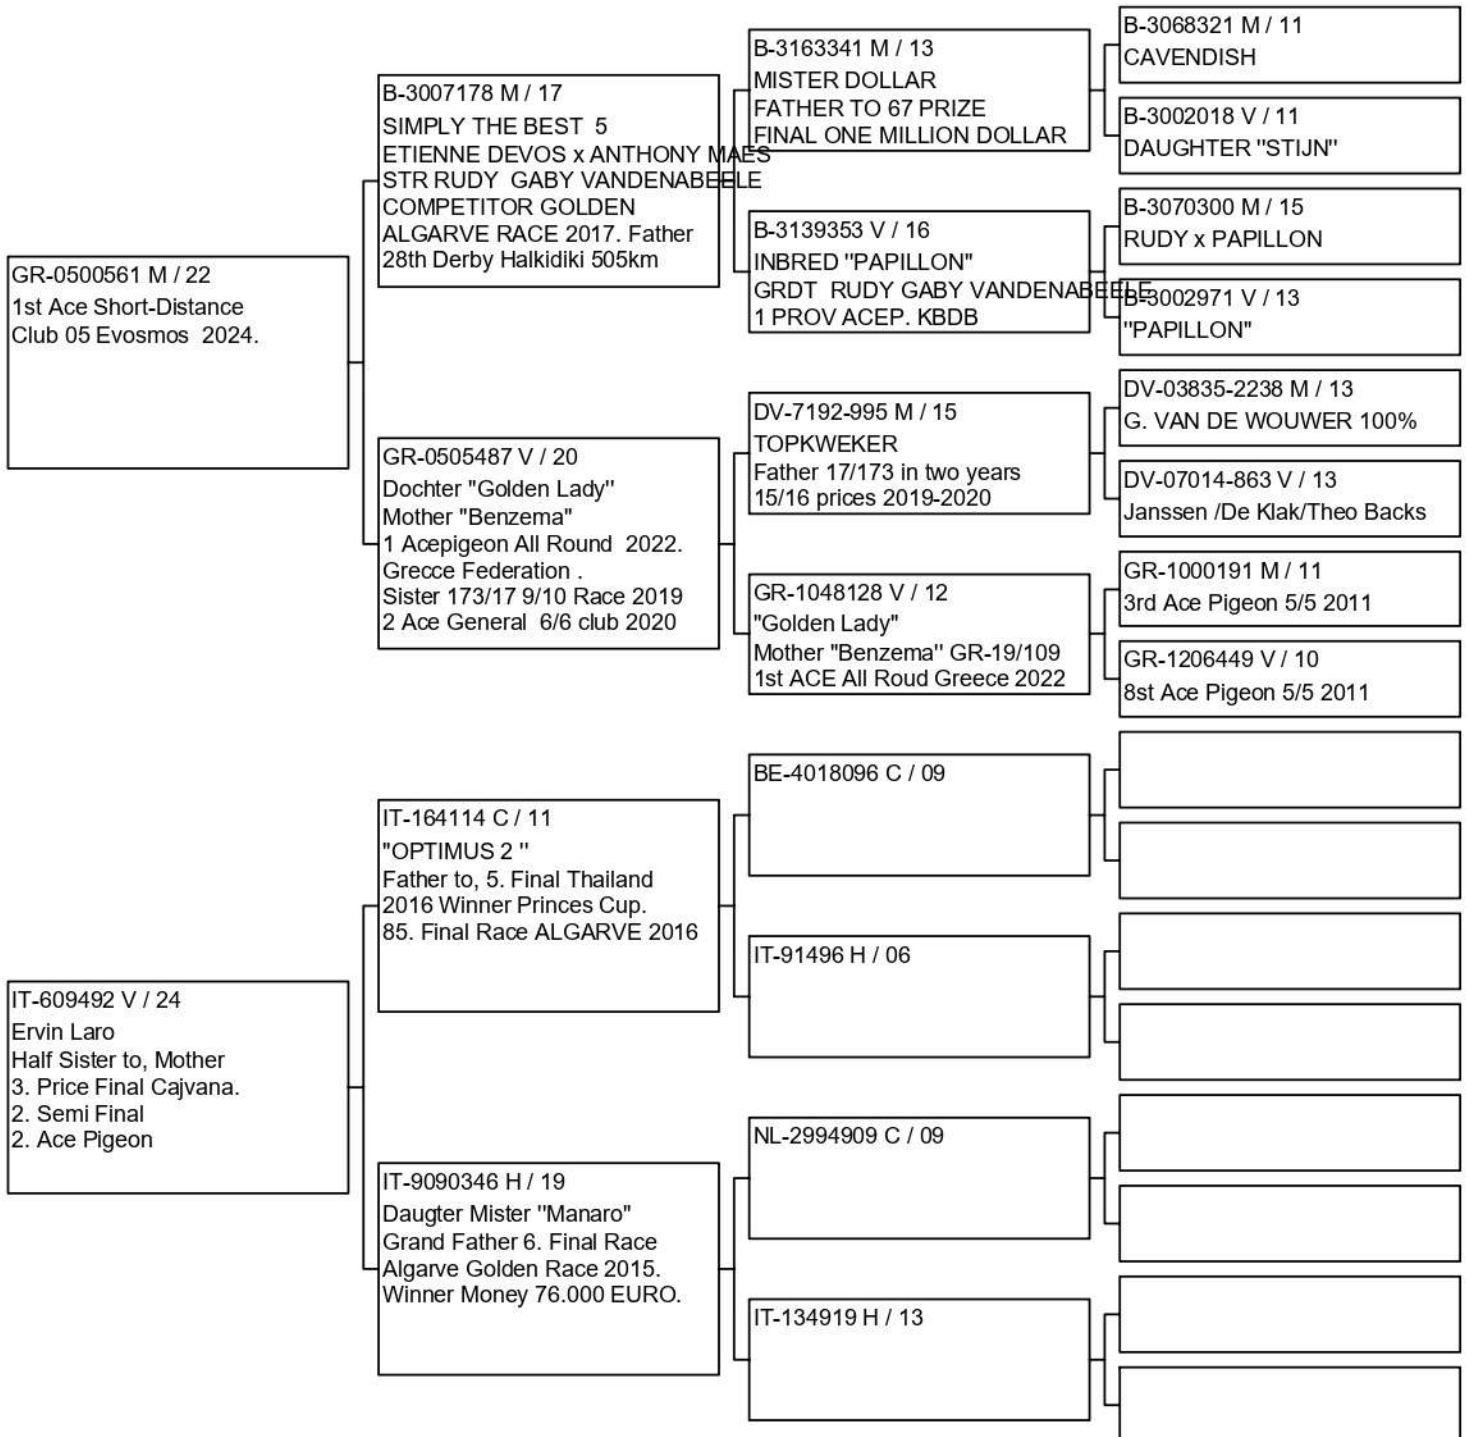 GR-0500561 M / 22
1st Ace Short-Distance
Club 05 Evosmos  2024.
B-3007178 M / 17
SIMPLY THE BEST  5
ETIENNE DEVOS x ANTHONY MAES
STR RUDY  GABY VANDENABEELE
COMPETITOR GOLDEN
ALGARVE RACE 2017. Father
28th Derby Halkidiki 505km
GR-0505487 V / 20
Dochter "Golden Lady"
Mother "Benzema"
1 Acepigeon All Round  2022.
Grecce Federation .
Sister 173/17 9/10 Race 2019
2 Ace General  6/6 club 2020
B-3163341 M / 13
MISTER DOLLAR
FATHER TO 67 PRIZE
FINAL ONE MILLION DOLLAR
B-3139353 V / 16
INBRED "PAPILLON"
GRDT  RUDY GABY VANDENABEELE
1 PROV ACEP. KBDB
DV-7192-995 M / 15
TOPKWEKER
Father 17/173 in two years
15/16 prices 2019-2020
GR-1048128 V / 12
"Golden Lady"
Mother "Benzema" GR-19/109
1st ACE All Roud Greece 2022
B-3068321 M / 11
CAVENDISH
B-3002018 V / 11
DAUGHTER "STIJN"
B-3070300 M / 15
RUDY x PAPILLON
B-3002971 V / 13
"PAPILLON"
DV-03835-2238 M / 13
G. VAN DE WOUWER 100%
DV-07014-863 V / 13
Janssen /De Klak/Theo Backs
GR-1000191 M / 11
3rd Ace Pigeon 5/5 2011
GR-1206449 V / 10
8st Ace Pigeon 5/5 2011
IT-609492 V / 24
Ervin Laro
Half Sister to, Mother
3. Price Final Cajvana.
2. Semi Final
2. Ace Pigeon
IT-164114 C / 11
"OPTIMUS 2 "
Father to, 5. Final Thailand
2016 Winner Princes Cup.
85. Final Race ALGARVE 2016
IT-9090346 H / 19
Daugter Mister "Manaro"
Grand Father 6. Final Race
Algarve Golden Race 2015.
Winner Money 76.000 EURO.
BE-4018096 C / 09
IT-91496 H / 06
NL-2994909 C / 09
IT-134919 H / 13